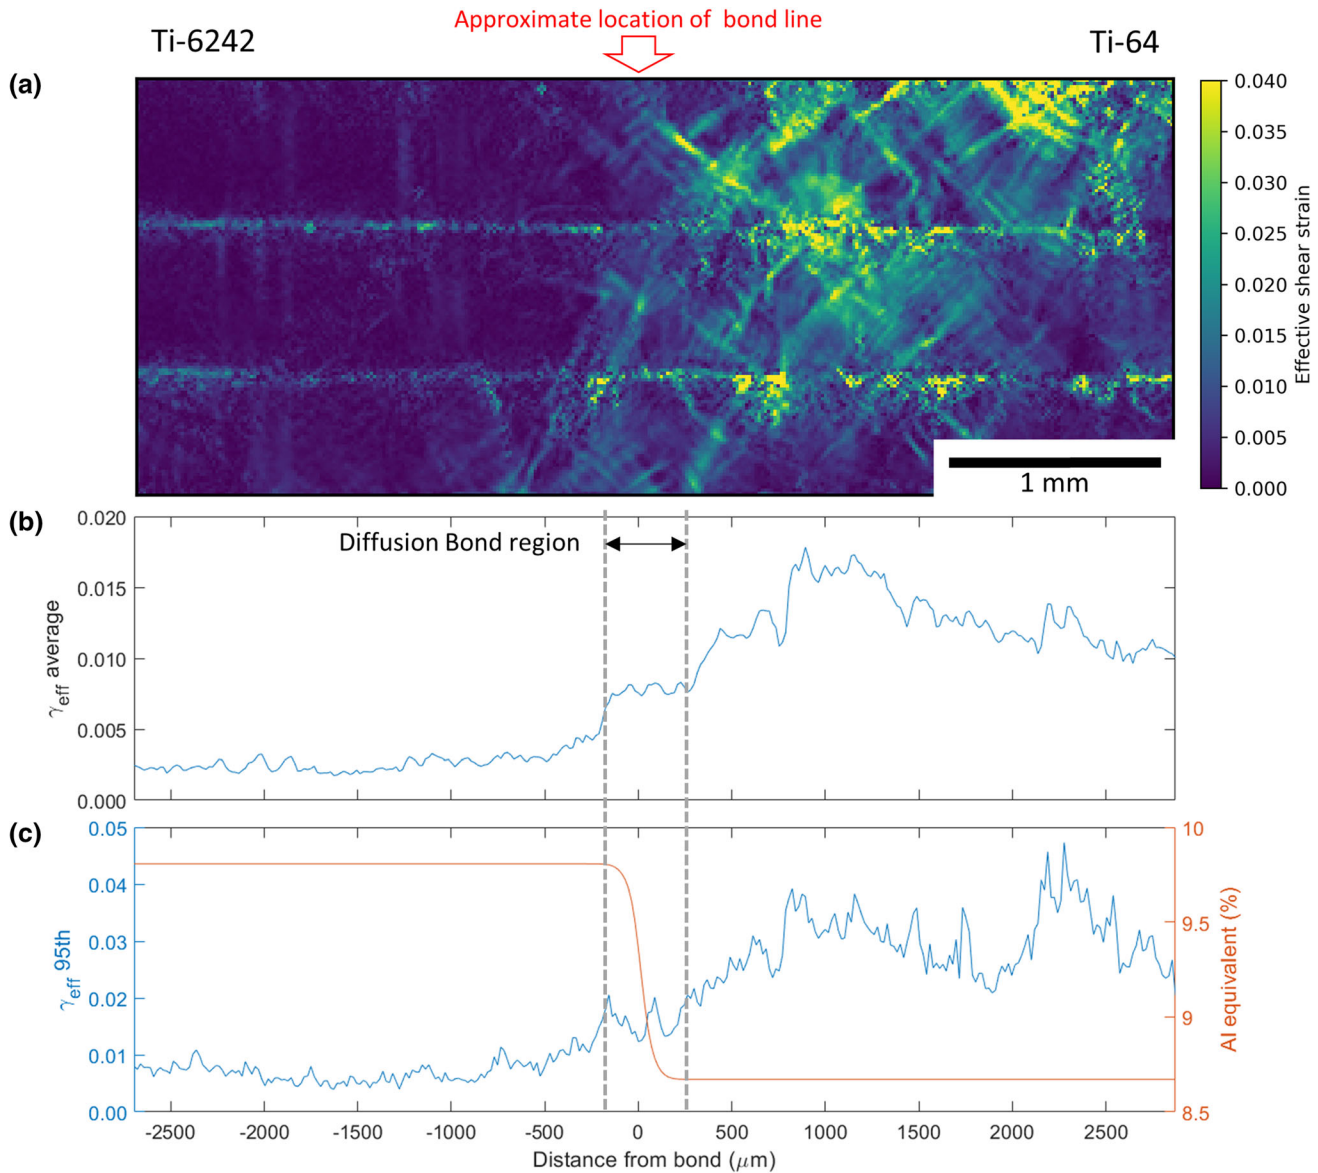 Approximate location of bond line
Ti-6242
Ti-64
(a)
0.040
0.035
0.030
0.025
0.020
0.015
0.010
0.005
0.000
Effective shear strain
1 mm
(b)
0.020
0.015
0.010
0.005
0.000
γeff average
Diffusion Bond region
(c)
0.05
0.04
0.03
0.02
0.01
0.00
γeff 95th
10
9.5
9
8.5
Al equivalent (%)
-2500 -2000 -1500 -1000 -500 0 500 1000 1500 2000 2500
Distance from bond (μm)